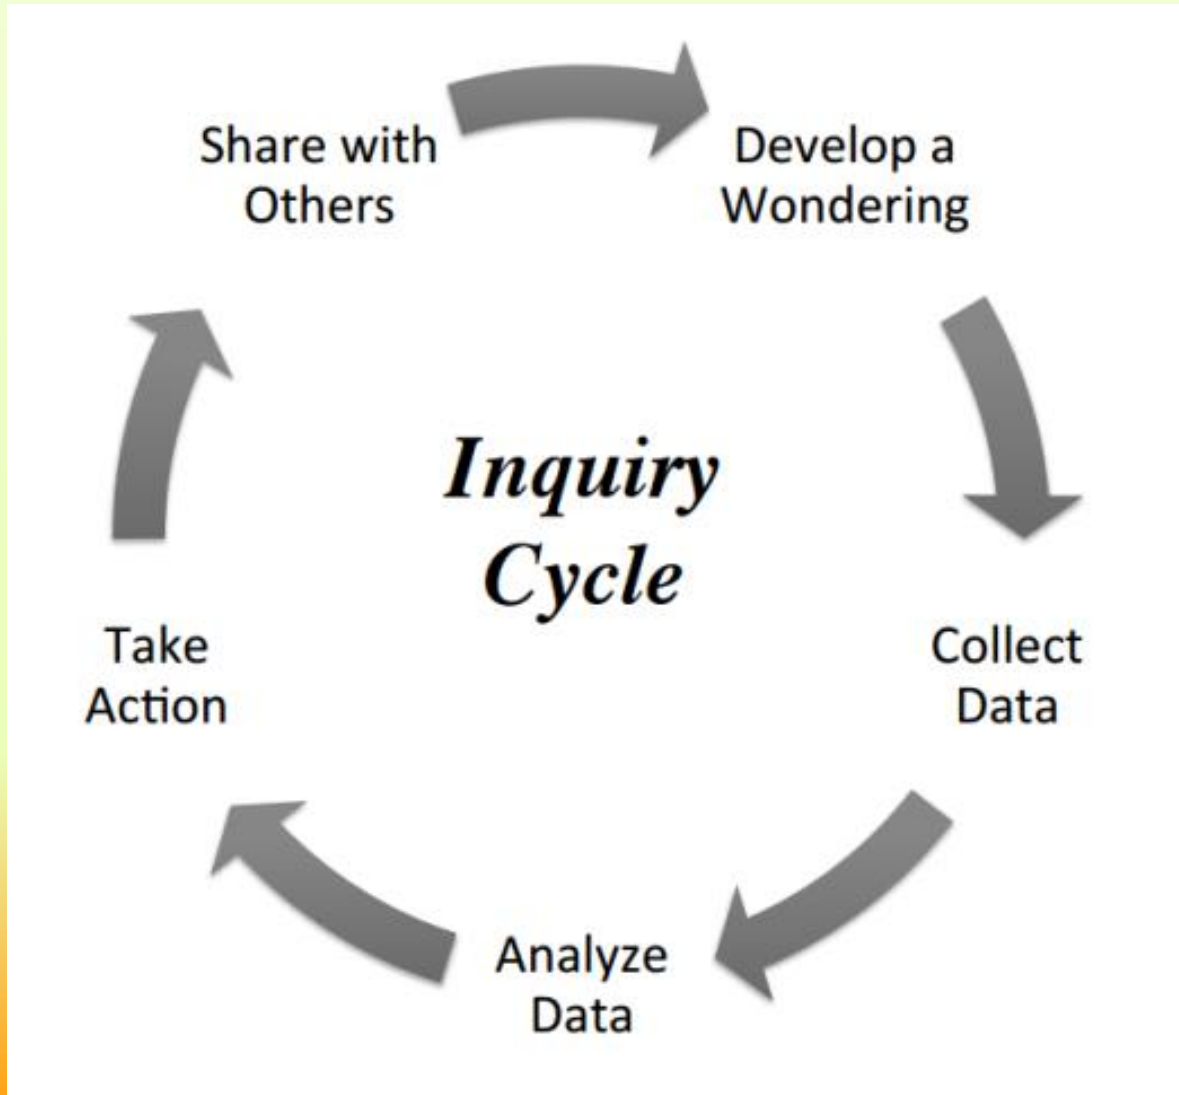 Share with
Others
Develop a
Wondering
Inquiry
Cycle
Take
Action
Collect
Data
Analyze
Data